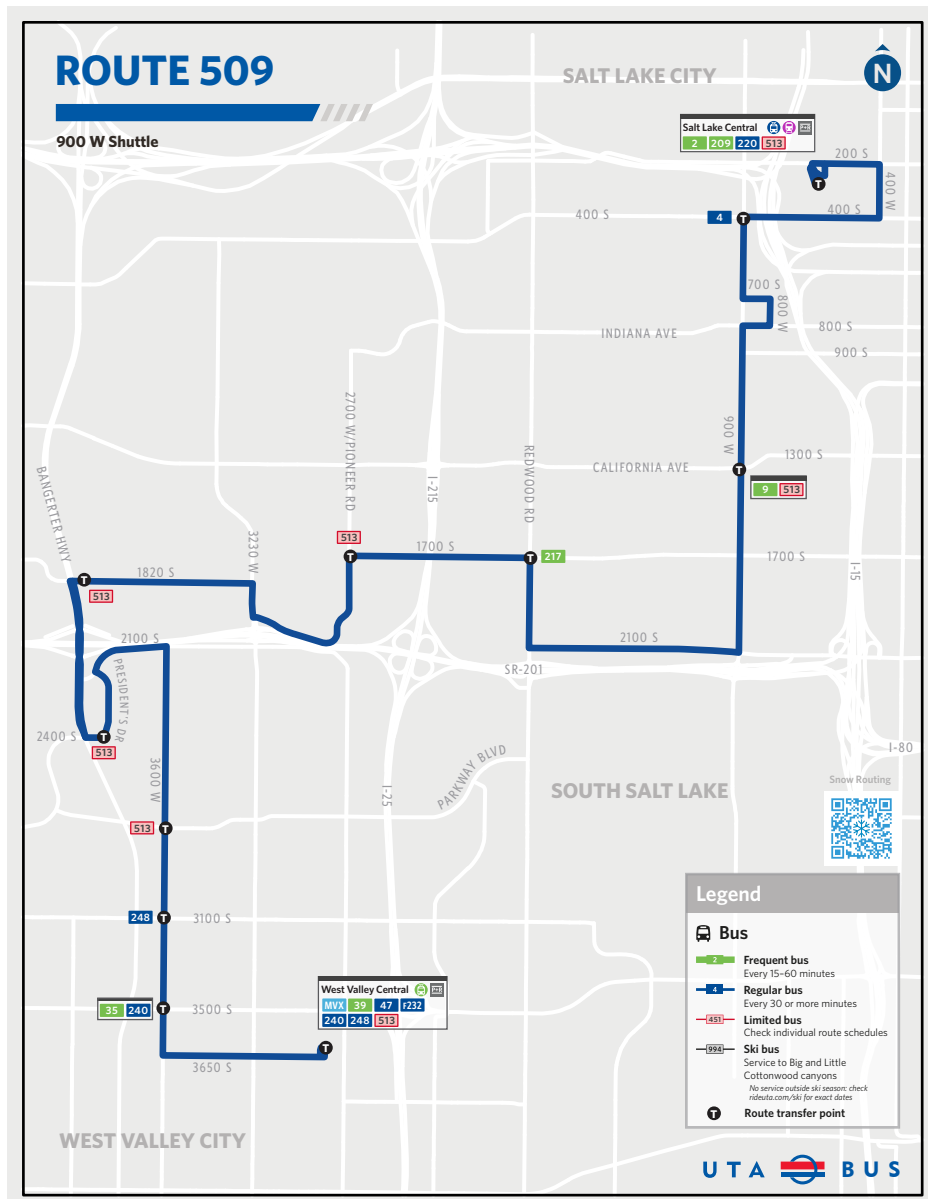 ROUTE 509
900 W Shuttle
SALT LAKE CITY
N
Salt Lake Central
2 209 220 513
200 S
T
400 W
400 S
4 T
400 S
700 S
800 W
INDIANA AVE
800 S
900 S
2700 W/PIONEER RD
REDWOOD RD
900 W
BANGERTER HWY
I-215
CALIFORNIA AVE
1300 S
T
9 513
3230 W
513
T
1700 S
T 217
1700 S
I-15
T
1820 S
513
2100 S
2100 S
SR-201
PRESIDENT'S DR
2400 S
T
513
3600 W
I-80
PARKWAY BLVD
I-25
SOUTH SALT LAKE
Snow Routing
513 T
248 T
3100 S
35 240 T
3500 S
West Valley Central
MVX 39 47 F232
240 248 513
T
3650 S
WEST VALLEY CITY
Legend
Bus
2 Frequent bus
Every 15–60 minutes
4 Regular bus
Every 30 or more minutes
451 Limited bus
Check individual route schedules
994 Ski bus
Service to Big and Little
Cottonwood canyons
No service outside ski season: check
rideuta.com/ski for exact dates
T Route transfer point
UTA BUS